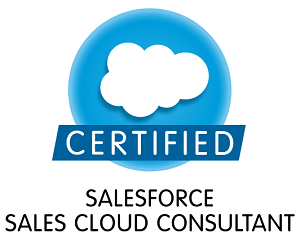 CERTIFIED
SALESFORCE
SALES CLOUD CONSULTANT